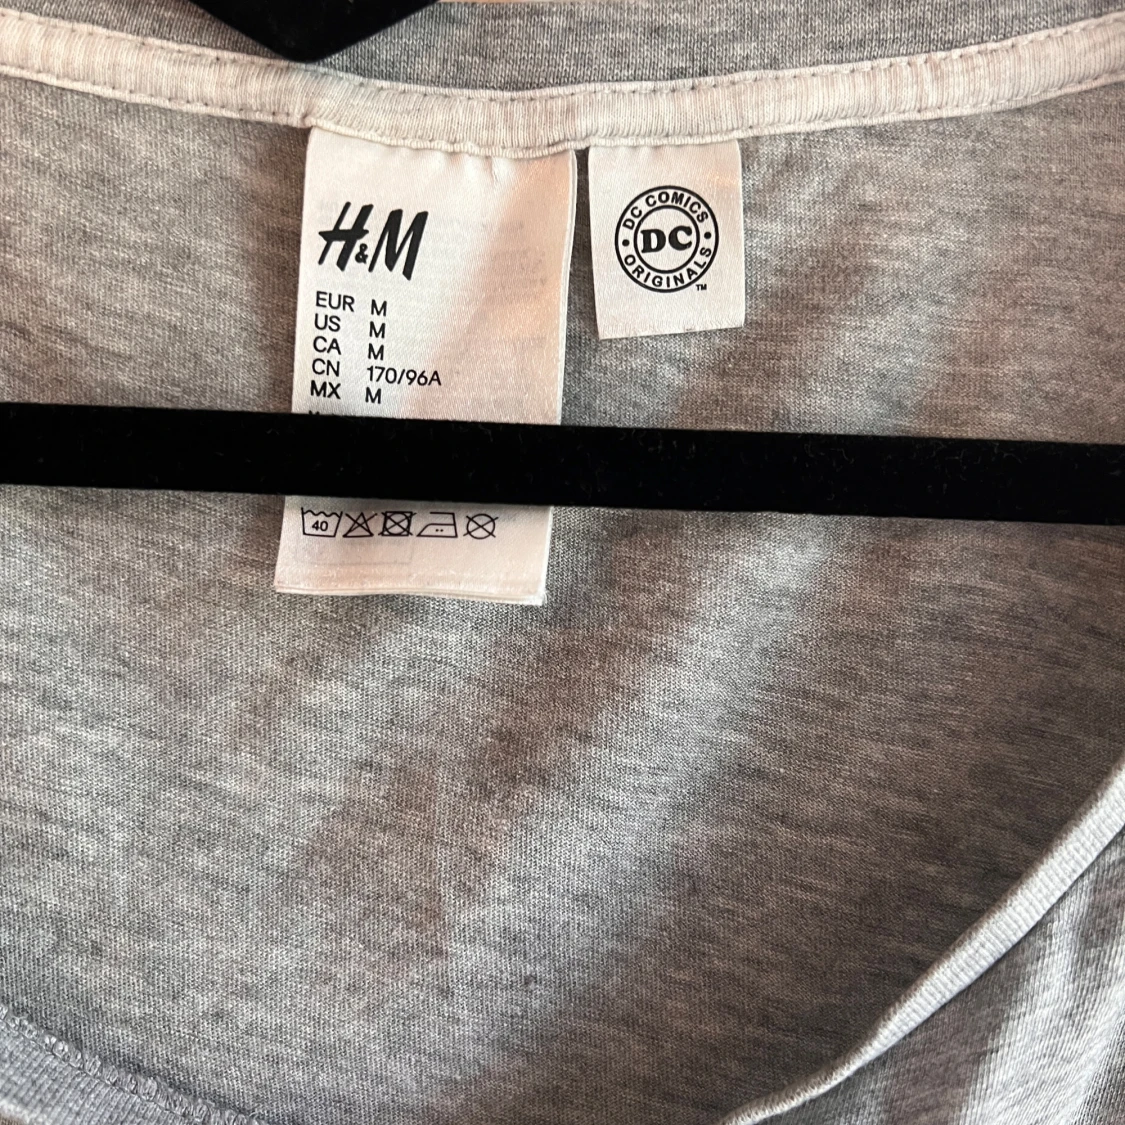 H&M
EUR M
US M
CA M
CN 170/96A
MX M
40
DC COMICS
DC
ORIGINALS
TM